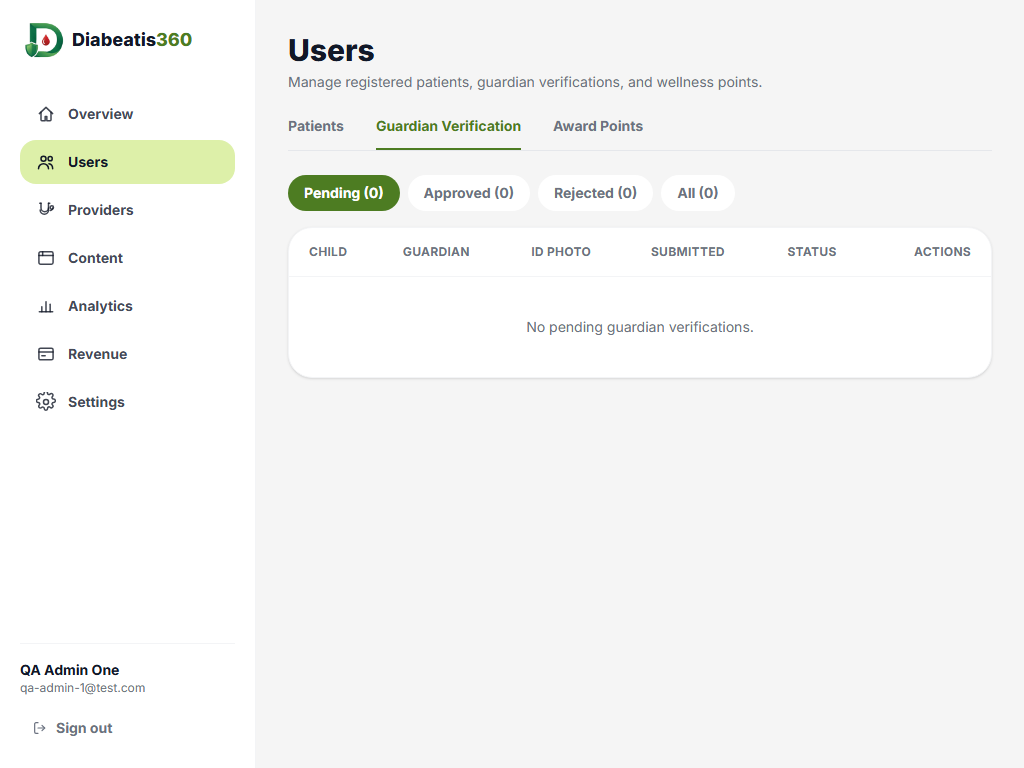 Diabeatis360
Overview
Users
Providers
Content
Analytics
Revenue
Settings
QA Admin One
qa-admin-1@test.com
Sign out
Users
Manage registered patients, guardian verifications, and wellness points.
Patients Guardian Verification Award Points
Pending (0) Approved (0) Rejected (0) All (0)
CHILD GUARDIAN ID PHOTO SUBMITTED STATUS ACTIONS
No pending guardian verifications.